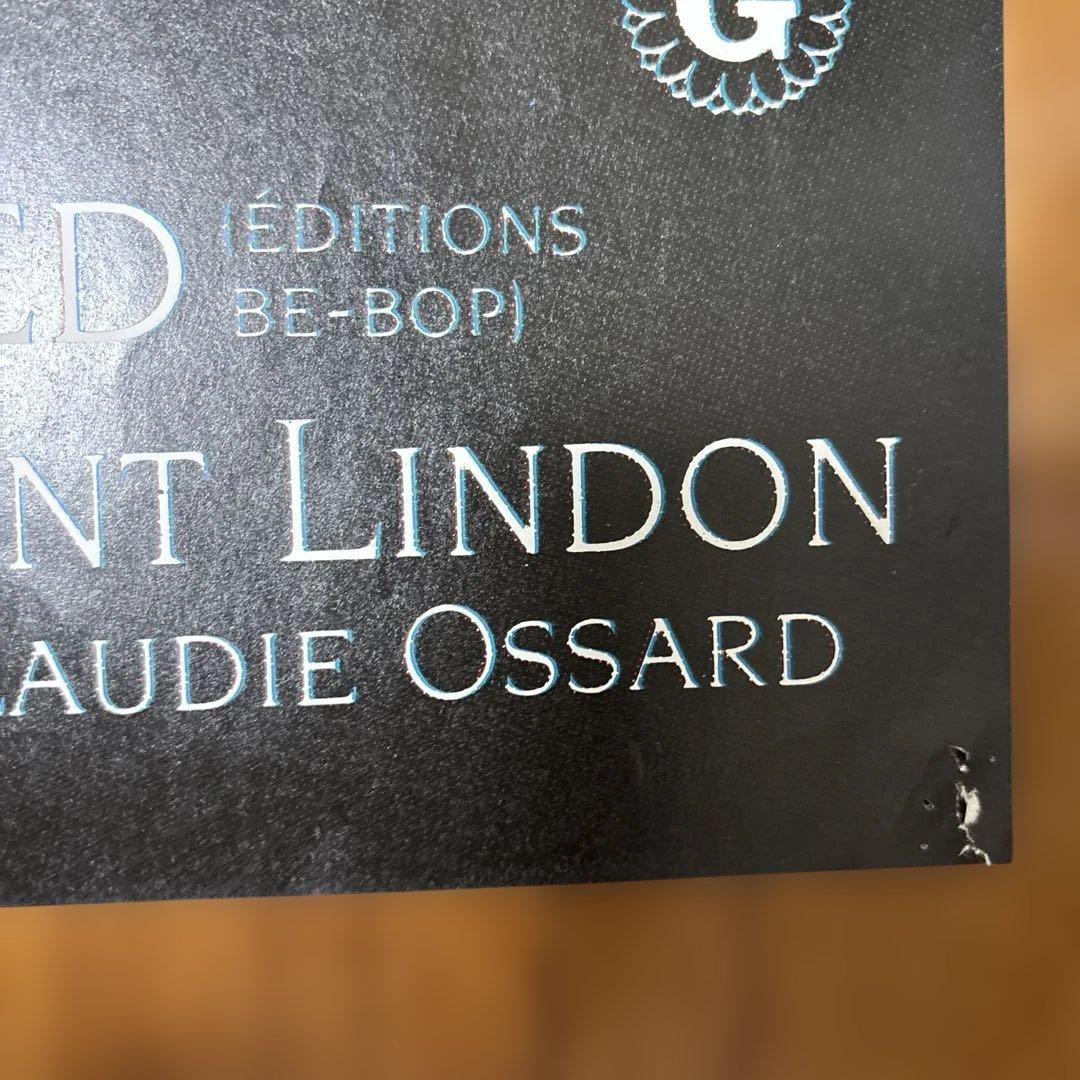 G
ED (ÉDITIONS
BE-BOP)
NT LINDON
LAUDIE OSSARD